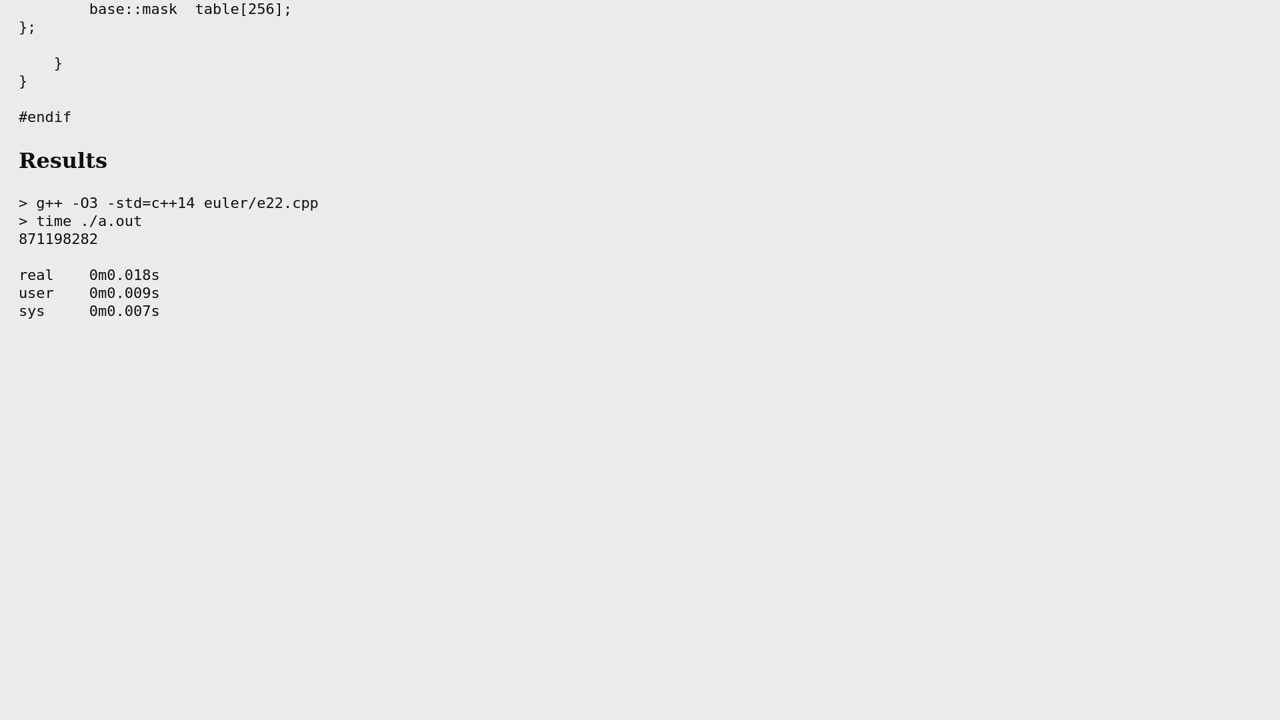 base::mask  table[256];
};

    }
}

#endif

Results

> g++ -O3 -std=c++14 euler/e22.cpp
> time ./a.out
871198282

real    0m0.018s
user    0m0.009s
sys     0m0.007s